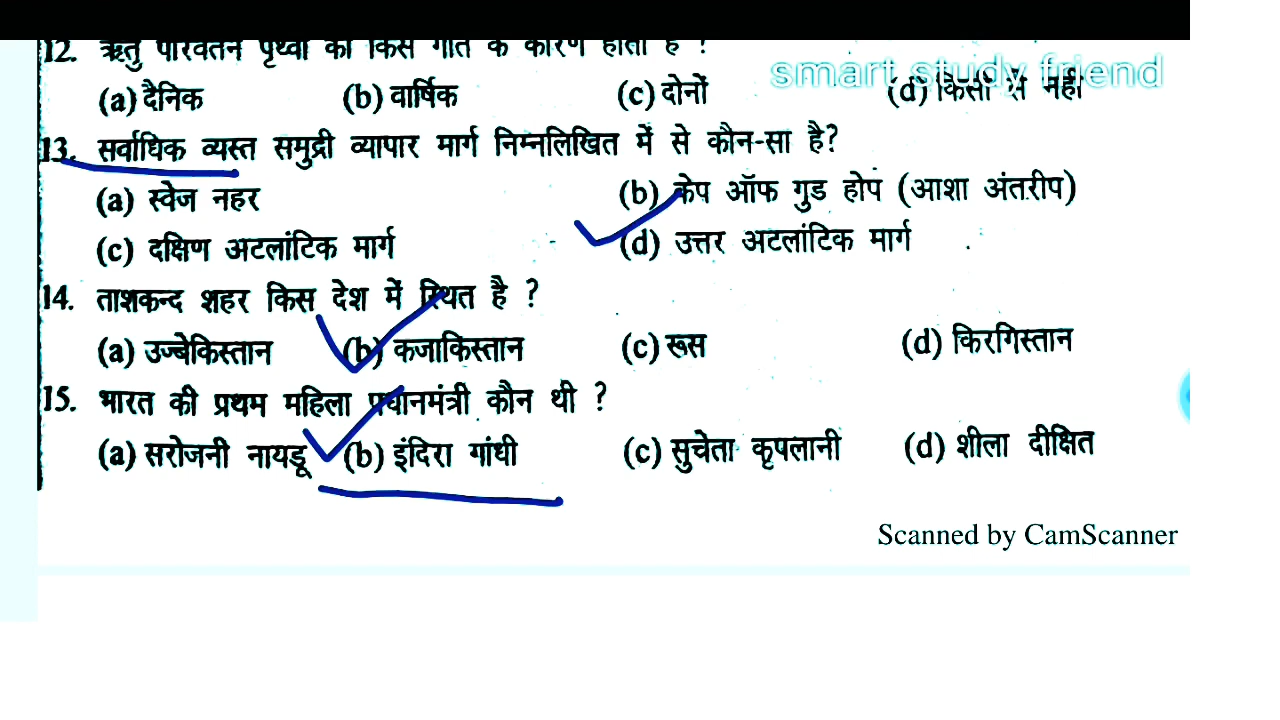 12. ऋतु परिवर्तन पृथ्वी की किस गति के कारण होता है ?
smart study friend
(a) दैनिक (b) वार्षिक (c) दोनों (d) किसी से नहीं
13. सर्वाधिक व्यस्त समुद्री व्यापार मार्ग निम्नलिखित में से कौन-सा है?
(a) स्वेज नहर (b) केप ऑफ गुड होप (आशा अंतरीप)
(c) दक्षिण अटलांटिक मार्ग (d) उत्तर अटलांटिक मार्ग
14. ताशकन्द शहर किस देश में स्थित है ?
(a) उज्बेकिस्तान (b) कजाकिस्तान (c) रूस (d) किरगिस्तान
15. भारत की प्रथम महिला प्रधानमंत्री कौन थी ?
(a) सरोजनी नायडू (b) इंदिरा गांधी (c) सुचेता कृपलानी (d) शीला दीक्षित
Scanned by CamScanner